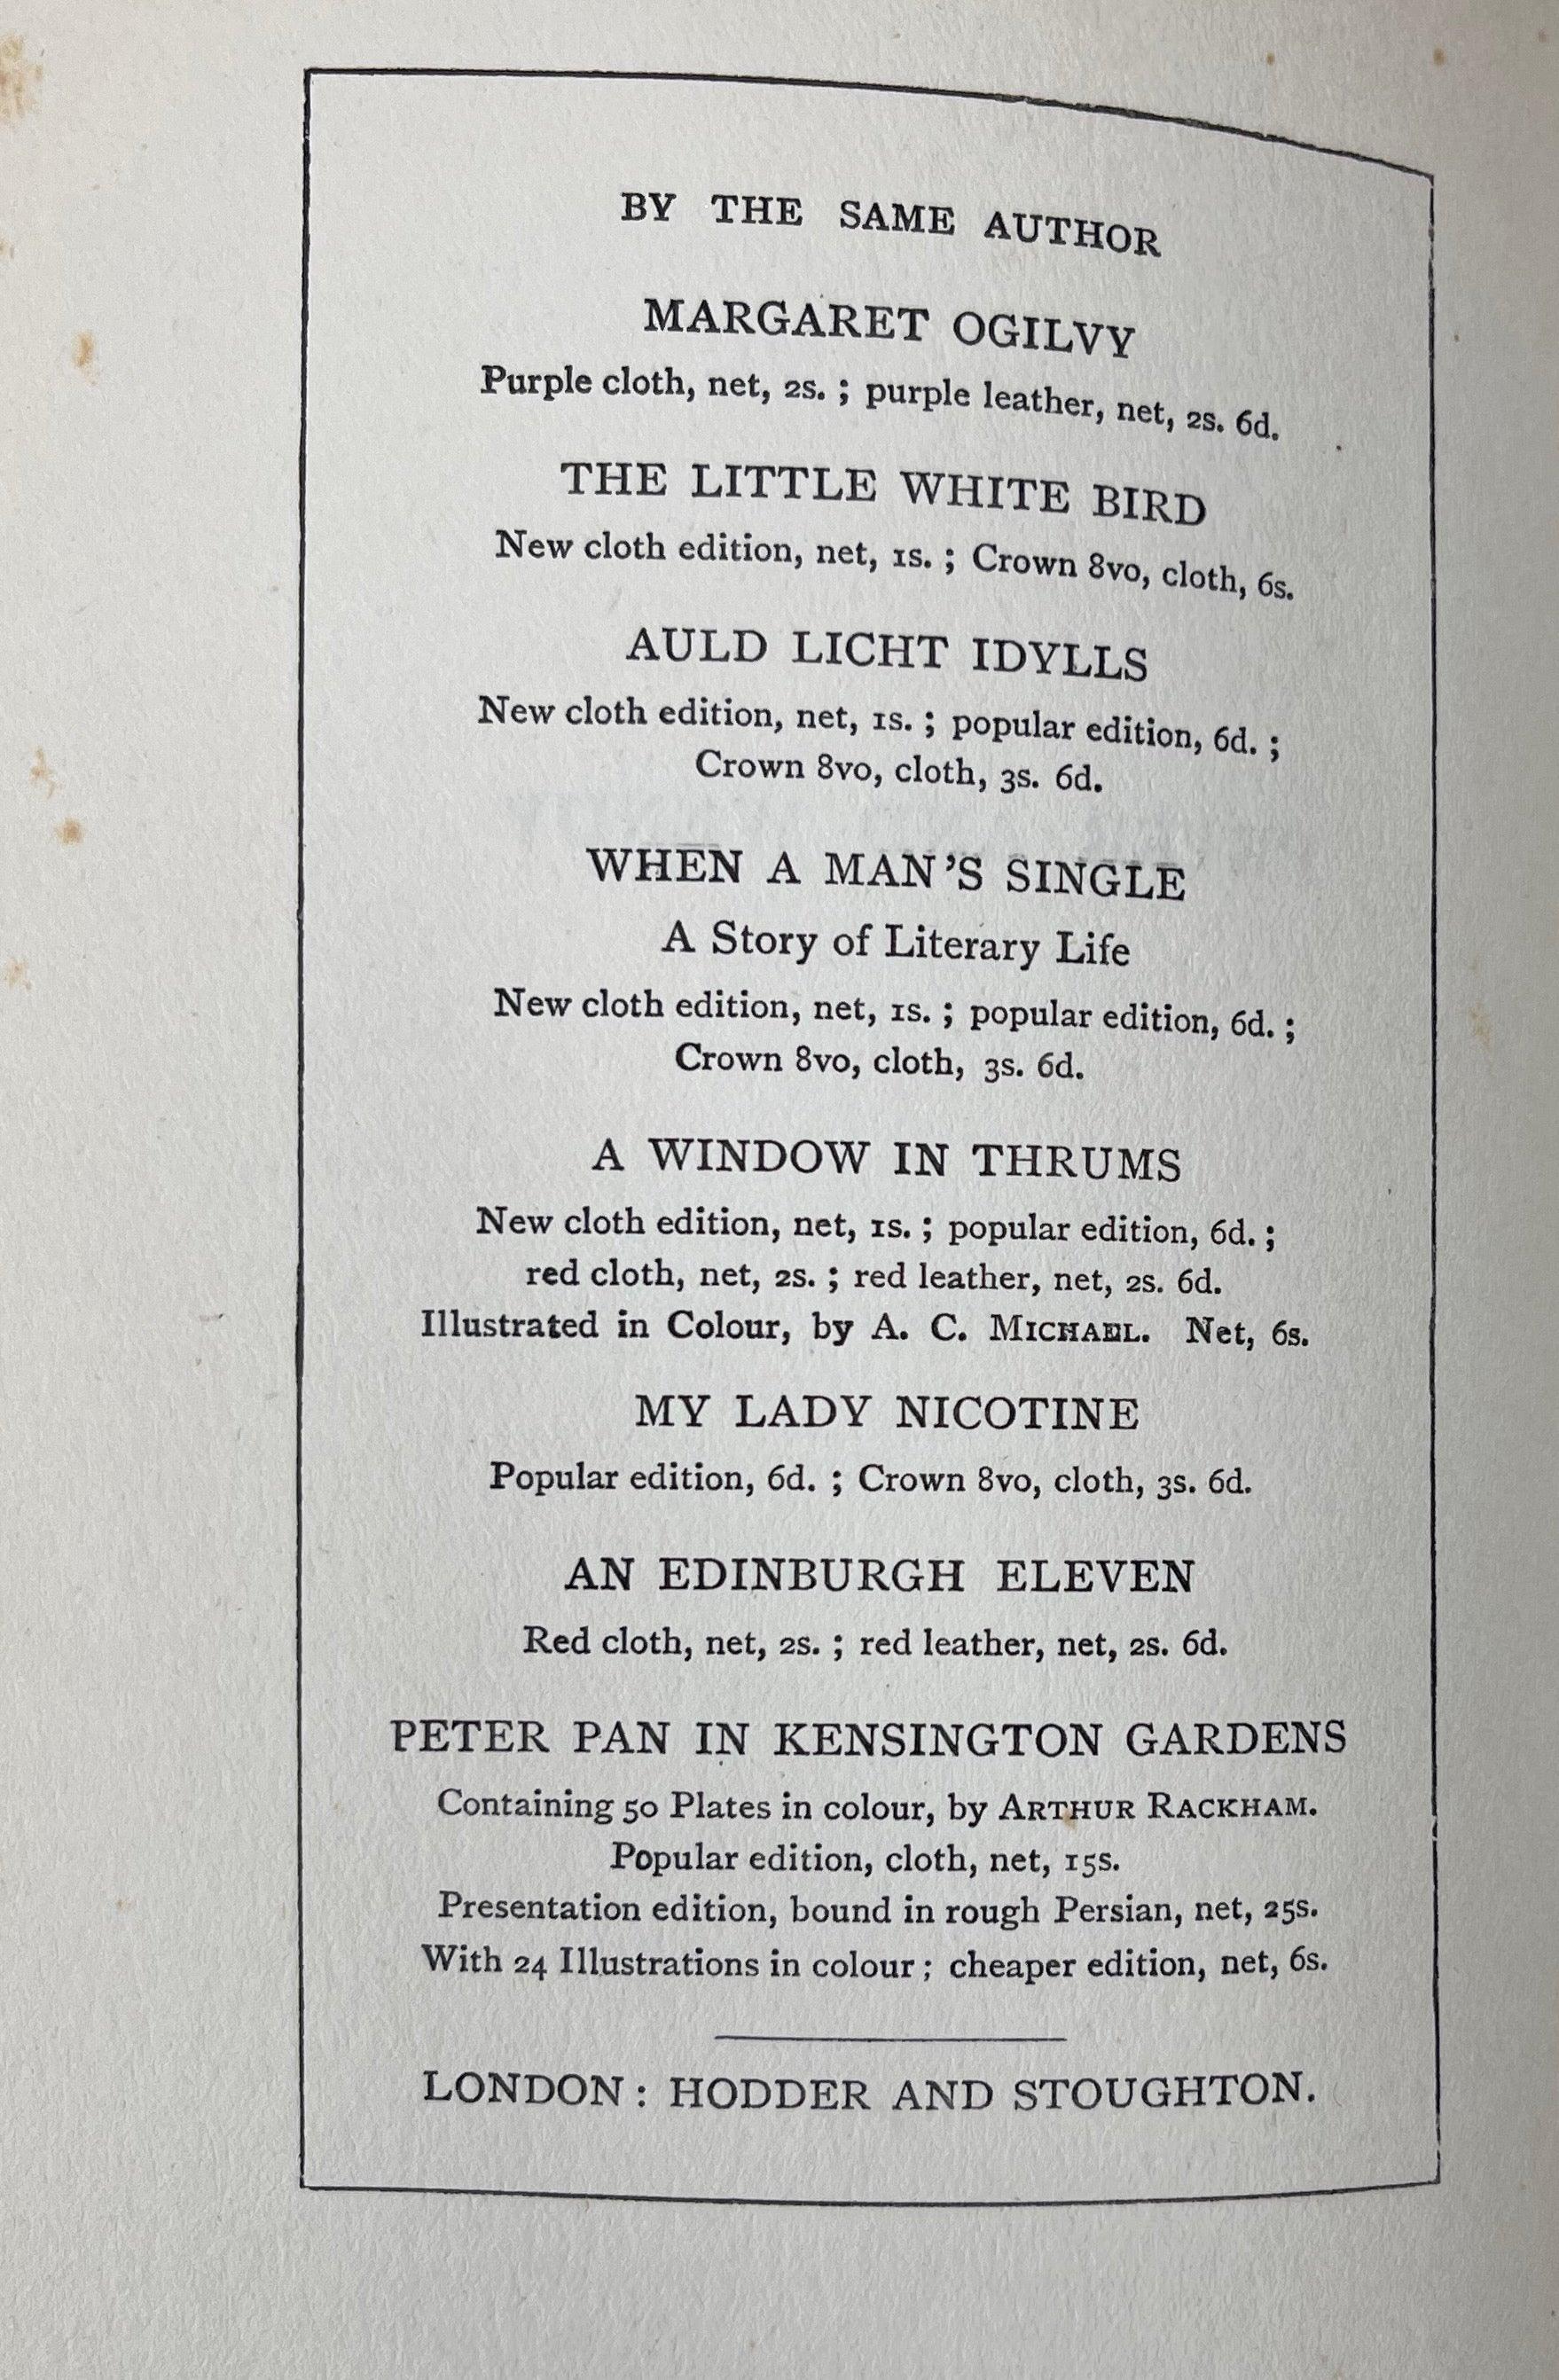 BY THE SAME AUTHOR
MARGARET OGILVY
Purple cloth, net, 2s. ; purple leather, net, 2s. 6d.
THE LITTLE WHITE BIRD
New cloth edition, net, 1s. ; Crown 8vo, cloth, 6s.
AULD LICHT IDYLLS
New cloth edition, net, 1s. ; popular edition, 6d. ;
Crown 8vo, cloth, 3s. 6d.
WHEN A MAN'S SINGLE
A Story of Literary Life
New cloth edition, net, 1s. ; popular edition, 6d. ;
Crown 8vo, cloth, 3s. 6d.
A WINDOW IN THRUMS
New cloth edition, net, 1s. ; popular edition, 6d. ;
red cloth, net, 2s. ; red leather, net, 2s. 6d.
Illustrated in Colour, by A. C. MICHAEL. Net, 6s.
MY LADY NICOTINE
Popular edition, 6d. ; Crown 8vo, cloth, 3s. 6d.
AN EDINBURGH ELEVEN
Red cloth, net, 2s. ; red leather, net, 2s. 6d.
PETER PAN IN KENSINGTON GARDENS
Containing 50 Plates in colour, by ARTHUR RACKHAM.
Popular edition, cloth, net, 15s.
Presentation edition, bound in rough Persian, net, 25s.
With 24 Illustrations in colour ; cheaper edition, net, 6s.
LONDON : HODDER AND STOUGHTON.